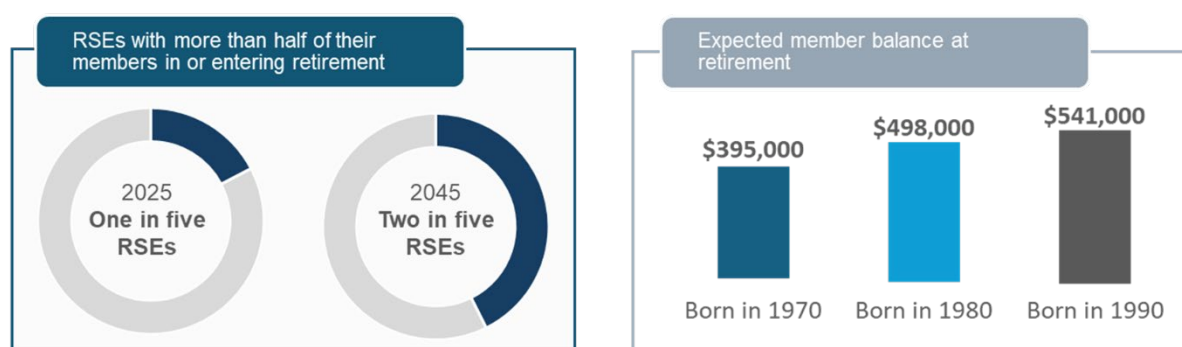 RSEs with more than half of their
members in or entering retirement
2025
One in five
RSEs
2045
Two in five
RSEs
Expected member balance at
retirement
$395,000
$498,000
$541,000
Born in 1970
Born in 1980
Born in 1990